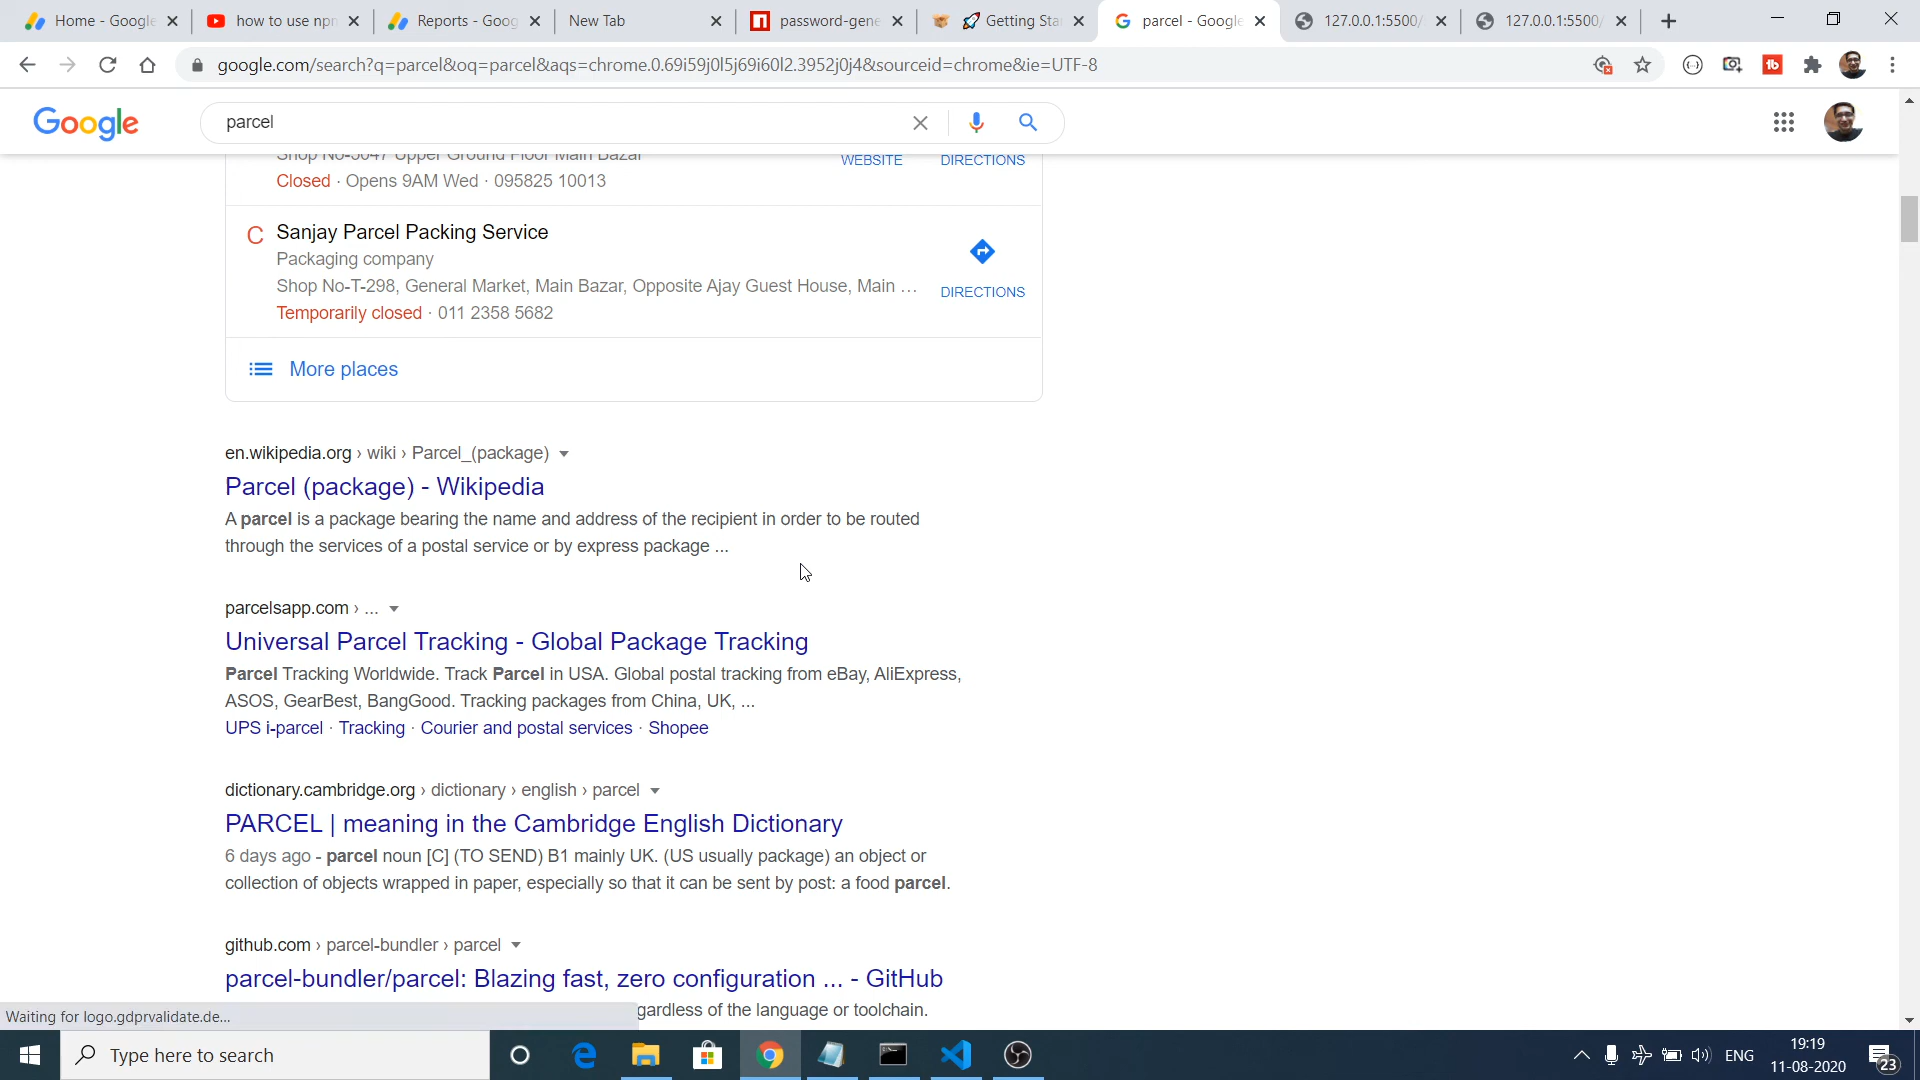 Home - Google
how to use npm
Reports - Goog
New Tab
password-gene
Getting Sta
parcel - Google
127.0.0.1:5500/
127.0.0.1:5500/
google.com/search?q=parcel&oq=parcel&aqs=chrome.0.69i59j0l5j69i60l2.3952j0j4&sourceid=chrome&ie=UTF-8
Google
parcel
Shop No-5047 Upper Ground Floor Main Bazar
WEBSITE
DIRECTIONS
Closed · Opens 9AM Wed · 095825 10013
C
Sanjay Parcel Packing Service
Packaging company
Shop No-T-298, General Market, Main Bazar, Opposite Ajay Guest House, Main ...
DIRECTIONS
Temporarily closed · 011 2358 5682
More places
en.wikipedia.org › wiki › Parcel_(package)
Parcel (package) - Wikipedia
A parcel is a package bearing the name and address of the recipient in order to be routed
through the services of a postal service or by express package ...
parcelsapp.com › ...
Universal Parcel Tracking - Global Package Tracking
Parcel Tracking Worldwide. Track Parcel in USA. Global postal tracking from eBay, AliExpress,
ASOS, GearBest, BangGood. Tracking packages from China, UK, ...
UPS i-parcel · Tracking · Courier and postal services · Shopee
dictionary.cambridge.org › dictionary › english › parcel
PARCEL | meaning in the Cambridge English Dictionary
6 days ago - parcel noun [C] (TO SEND) B1 mainly UK. (US usually package) an object or
collection of objects wrapped in paper, especially so that it can be sent by post: a food parcel.
github.com › parcel-bundler › parcel
parcel-bundler/parcel: Blazing fast, zero configuration ... - GitHub
gardless of the language or toolchain.
Waiting for logo.gdprvalidate.de...
Type here to search
ENG
19:19
11-08-2020
23